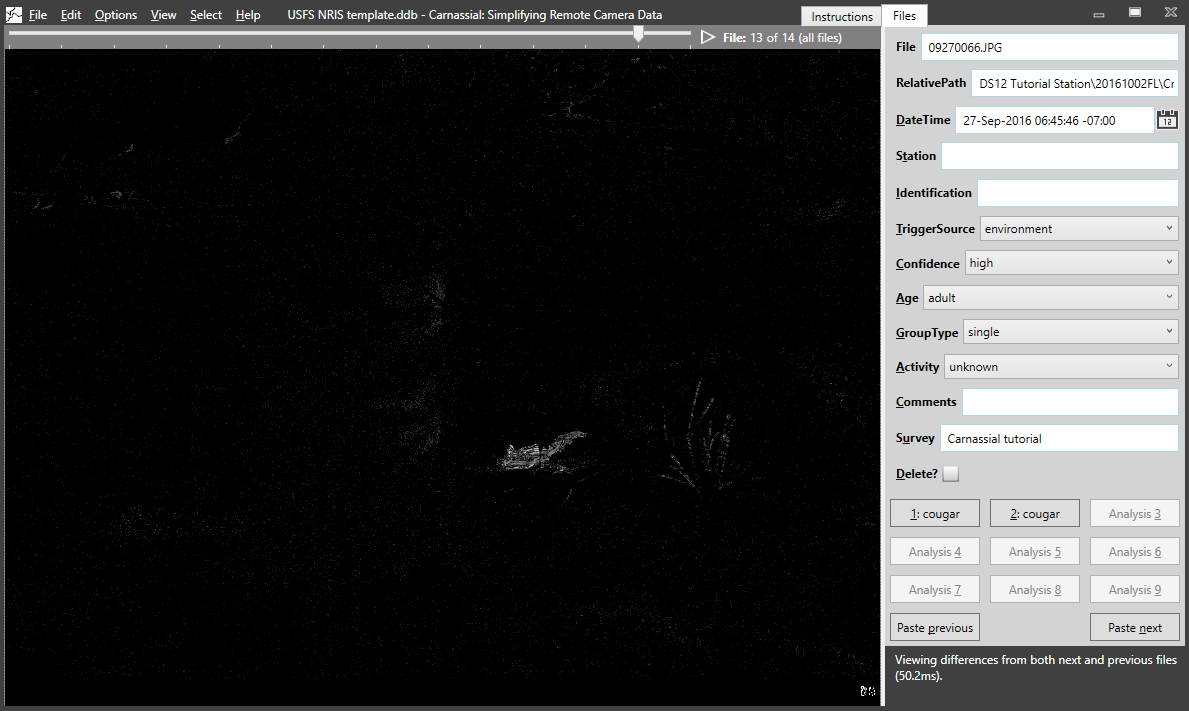 File Edit Options View Select Help USFS NRIS template.ddb - Carnassial: Simplifying Remote Camera Data
Instructions Files
File: 13 of 14 (all files)
File 09270066.JPG
RelativePath DS12 Tutorial Station\20161002FL\Cr
DateTime 27-Sep-2016 06:45:46 -07:00
12
Station
Identification
TriggerSource environment
Confidence high
Age adult
GroupType single
Activity unknown
Comments
Survey Carnassial tutorial
Delete?
1: cougar 2: cougar Analysis 3
Analysis 4 Analysis 5 Analysis 6
Analysis 7 Analysis 8 Analysis 9
Paste previous Paste next
Viewing differences from both next and previous files
(50.2ms).